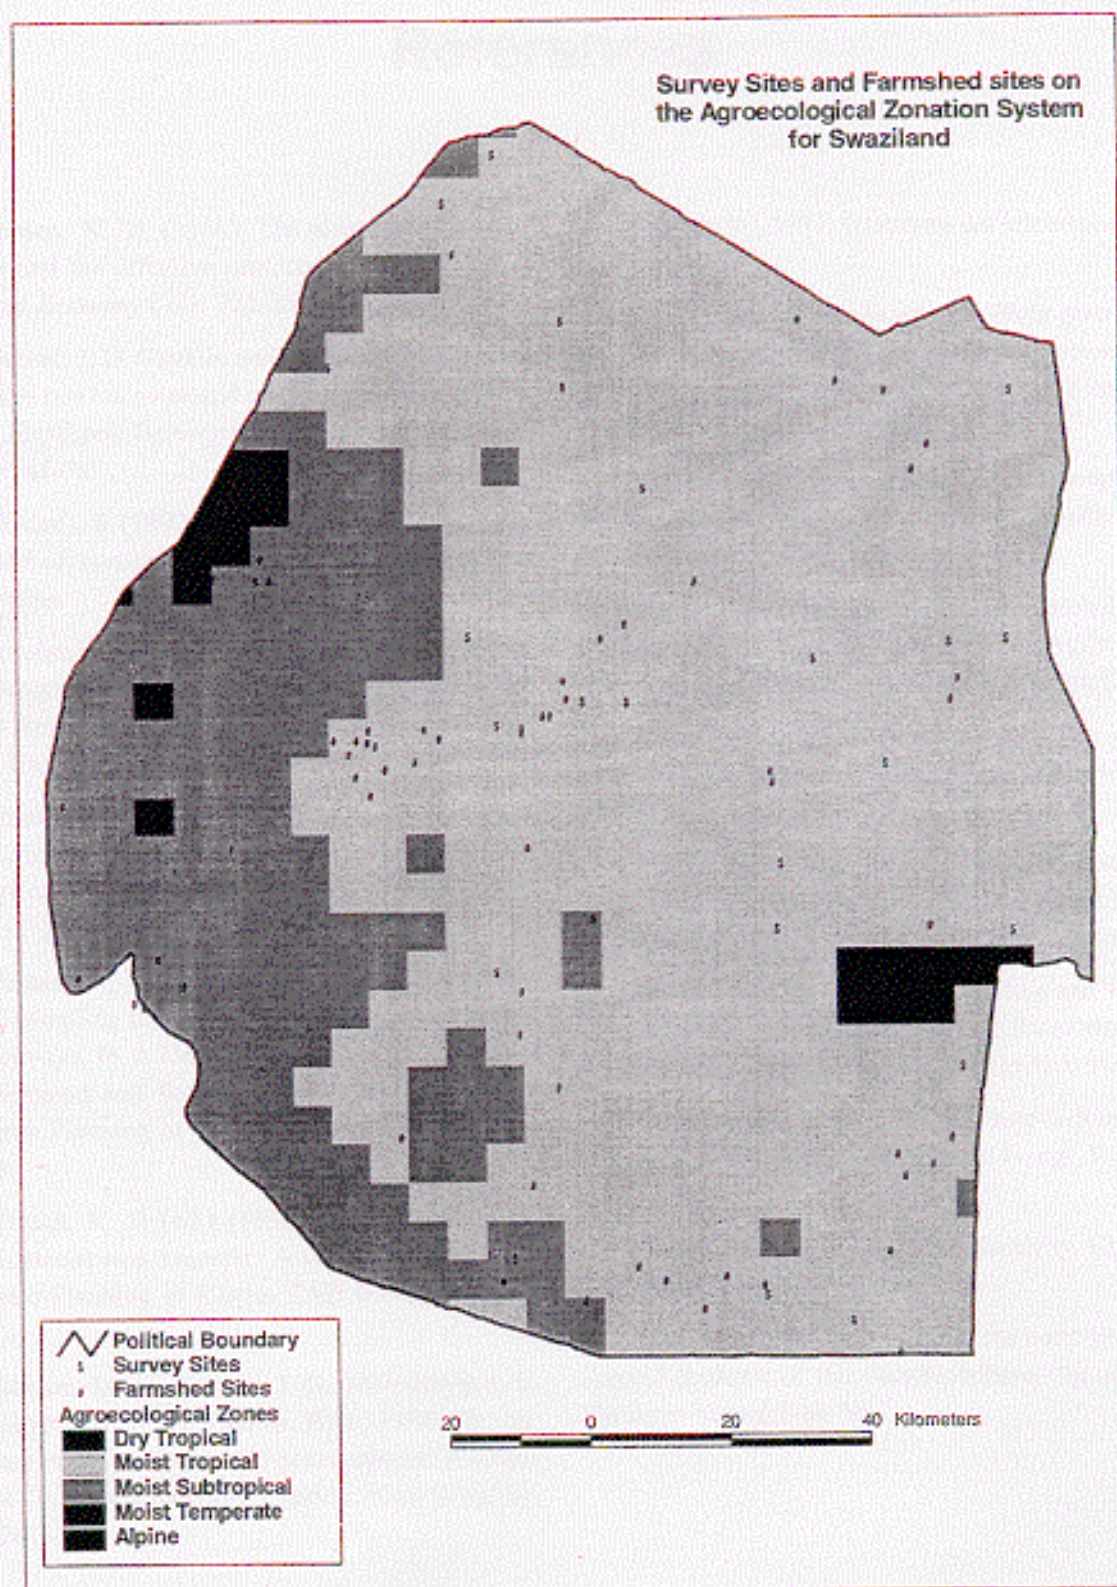 Survey Sites and Farmshed sites on
the Agroecological Zonation System
for Swaziland
Political Boundary
s Survey Sites
Farmshed Sites
Agroecological Zones
Dry Tropical
Moist Tropical
Moist Subtropical
Moist Temperate
Alpine
20 0 20 40 Kilometers